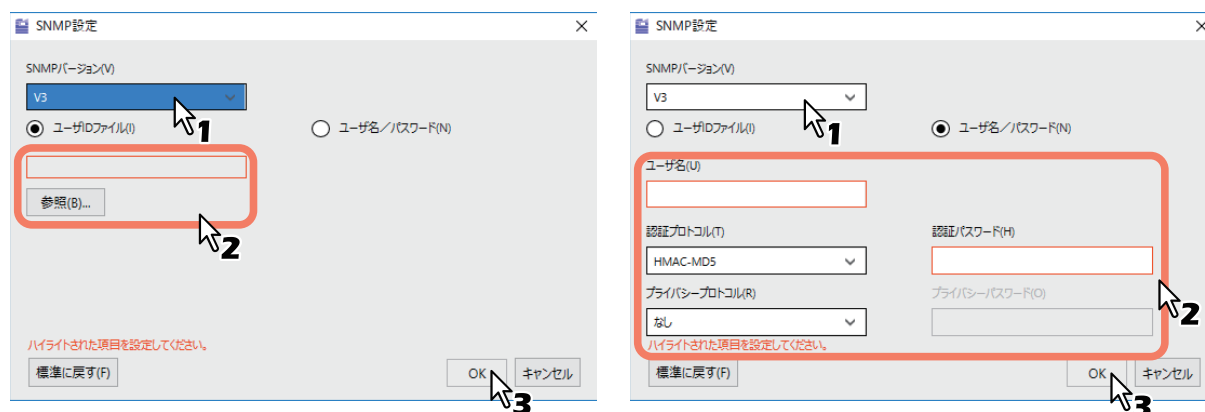 SNMP設定
SNMPバージョン(V)
V3
1
ユーザIDファイル(I)
ユーザ名／パスワード(N)
参照(B)...
2
ハイライトされた項目を設定してください。
標準に戻す(F)
OK
キャンセル
3
SNMP設定
SNMPバージョン(V)
V3
1
ユーザIDファイル(I)
ユーザ名／パスワード(N)
ユーザ名(U)
認証プロトコル(T)
認証パスワード(H)
HMAC-MD5
プライバシープロトコル(R)
プライバシーパスワード(O)
2
なし
ハイライトされた項目を設定してください。
標準に戻す(F)
OK
キャンセル
3